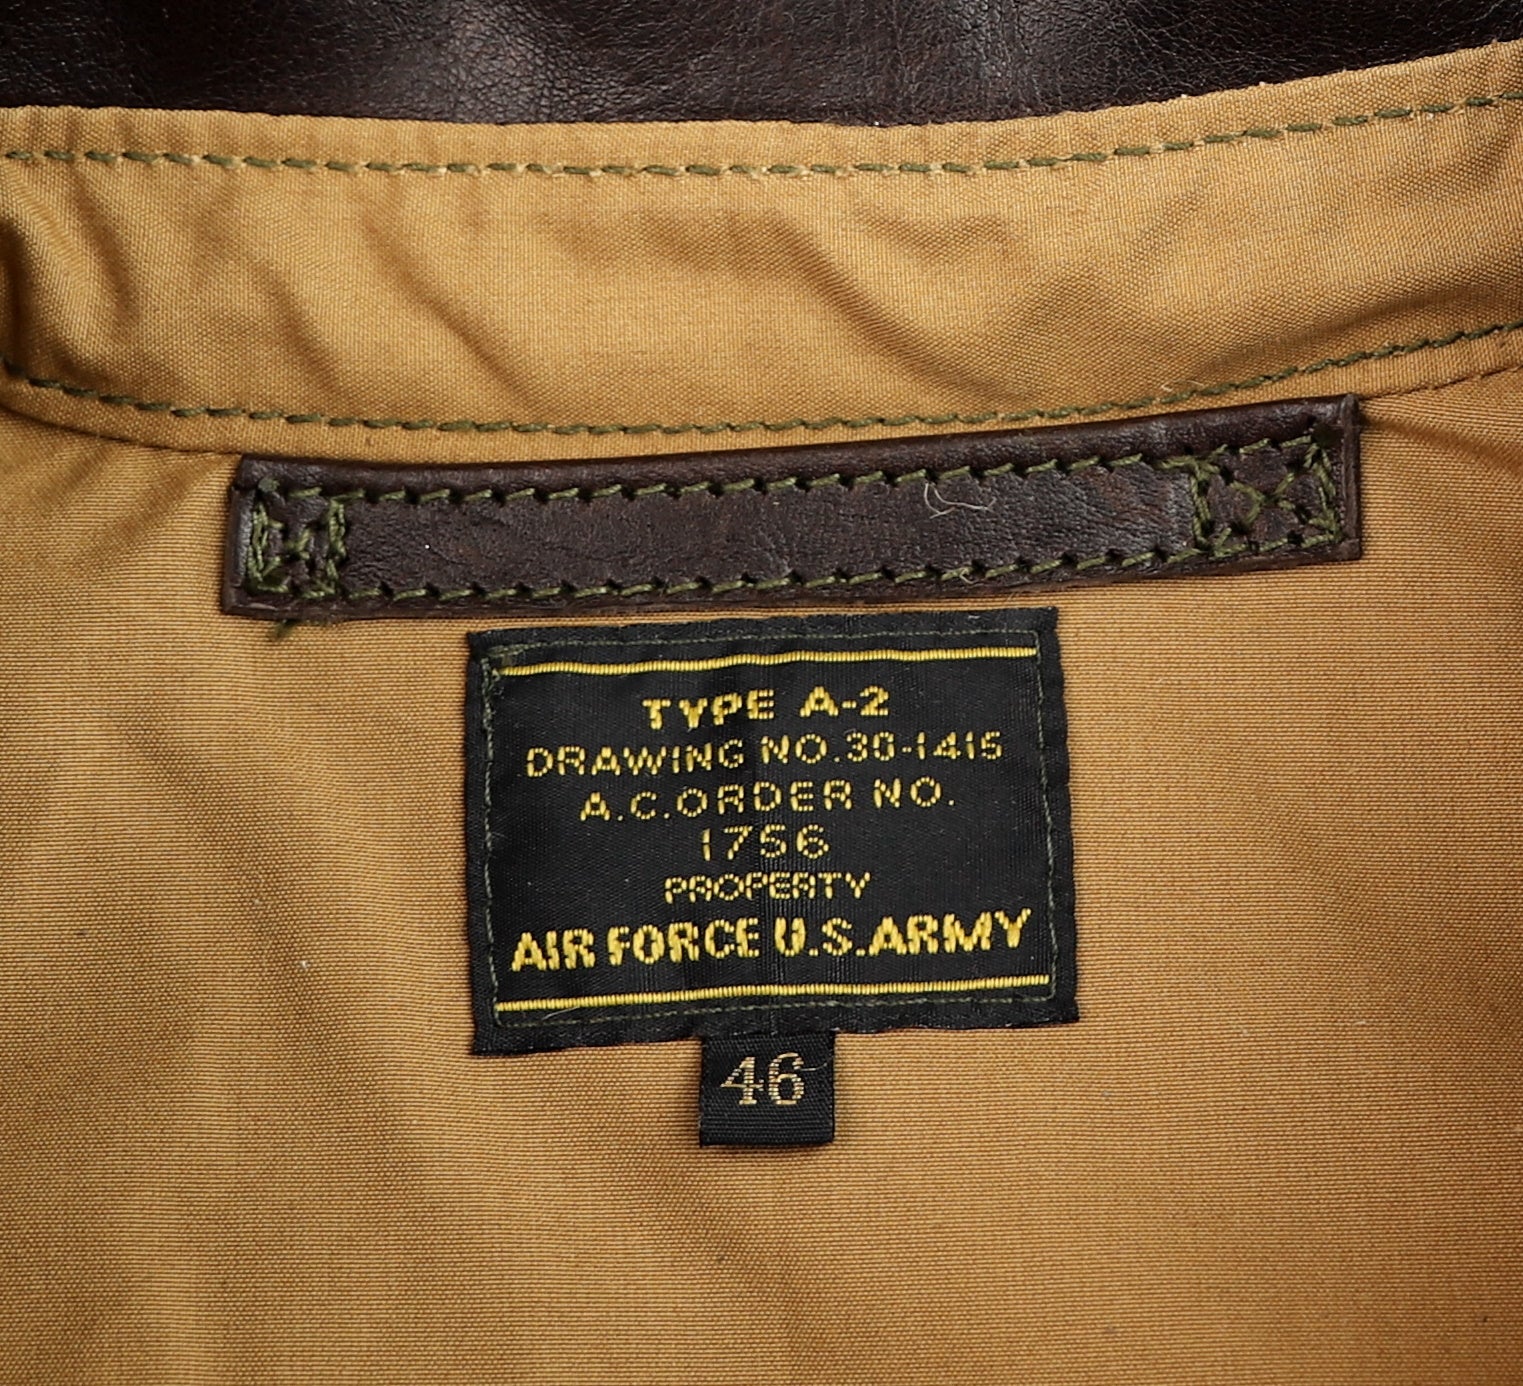 TYPE A-2
DRAWING NO. 30-1415
A.C. ORDER NO.
1756
PROPERTY
AIR FORCE U.S. ARMY
46